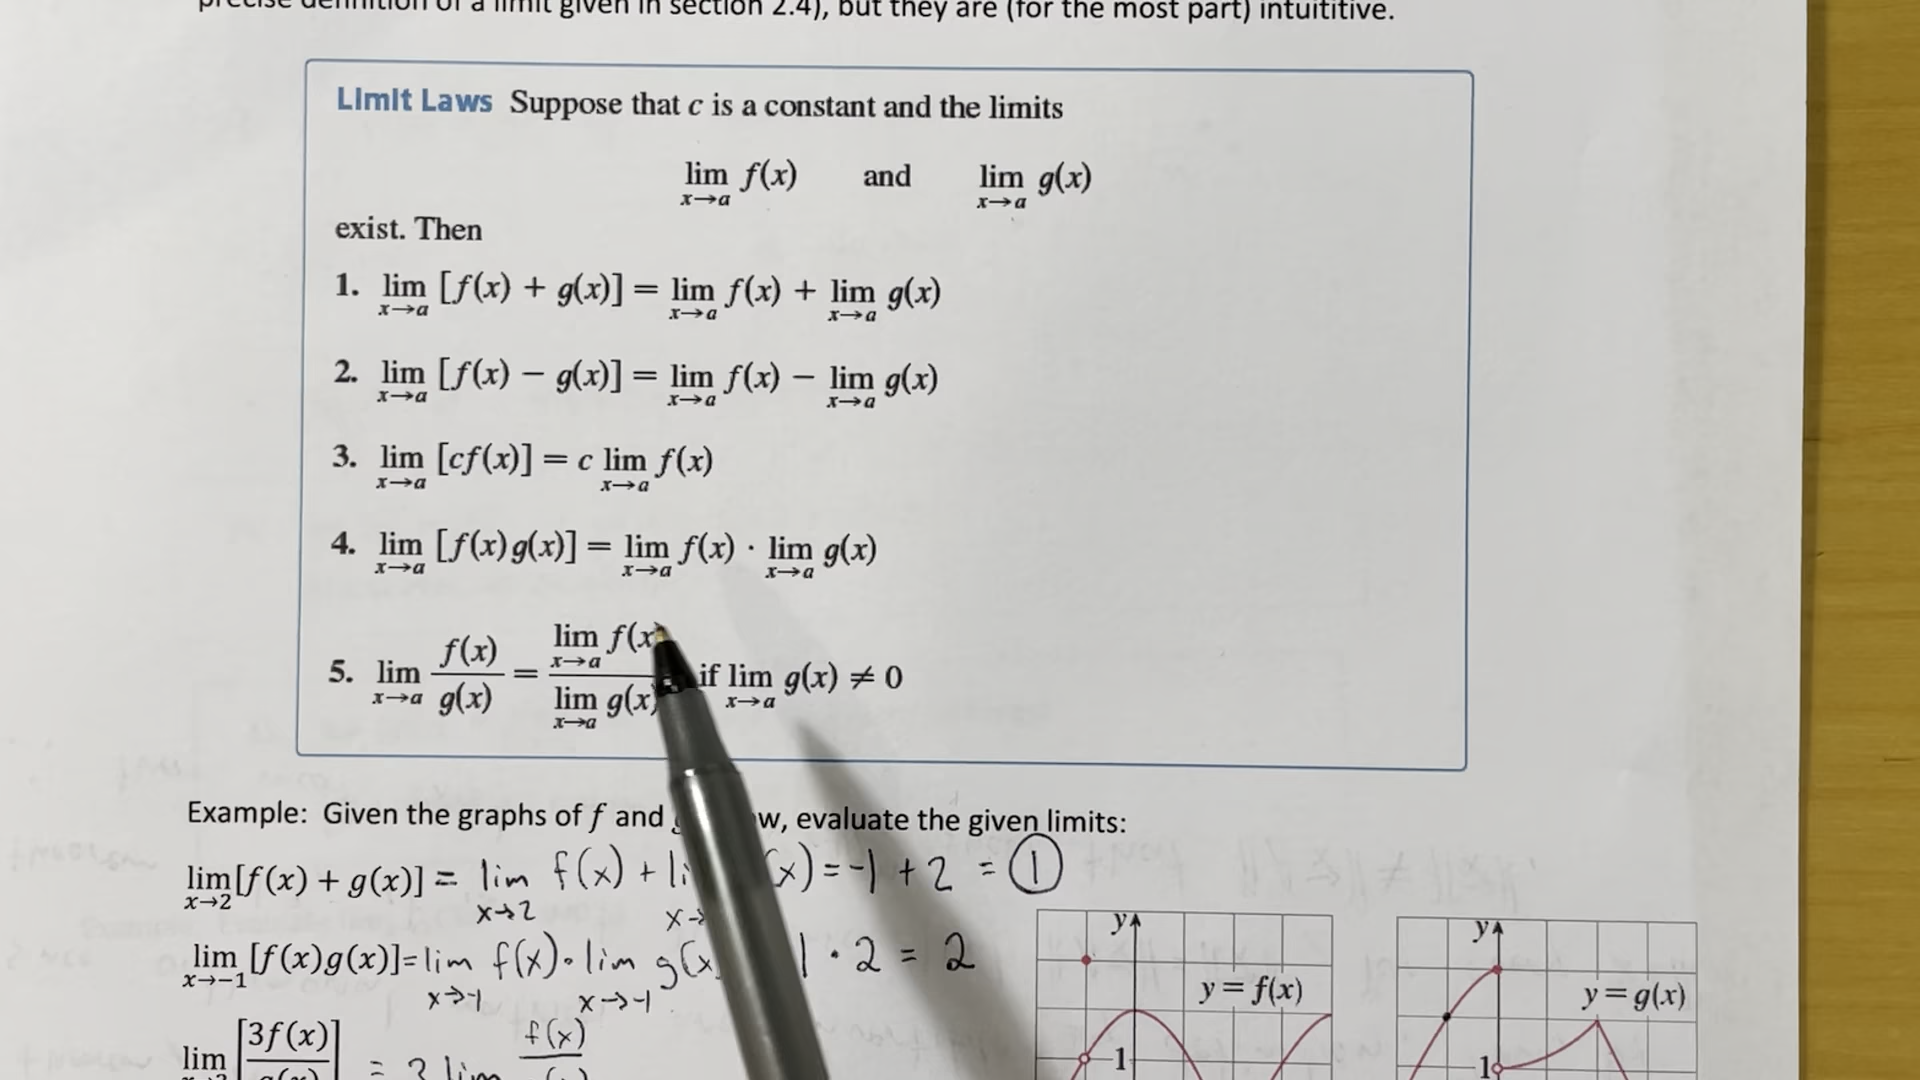 precise definition of a limit given in section 2.4), but they are (for the most part) intuititive.
Limit Laws Suppose that c is a constant and the limits
lim f(x) and lim g(x)
x→a x→a
exist. Then
1. lim [f(x) + g(x)] = lim f(x) + lim g(x)
x→a x→a x→a
2. lim [f(x) − g(x)] = lim f(x) − lim g(x)
x→a x→a x→a
3. lim [cf(x)] = c lim f(x)
x→a x→a
4. lim [f(x)g(x)] = lim f(x) · lim g(x)
x→a x→a x→a
5. lim f(x)/g(x) = lim f(x / lim g(x) if lim g(x) ≠ 0
x→a x→a x→a x→a
Example: Given the graphs of f and w, evaluate the given limits:
lim[f(x) + g(x)] = lim f(x) + li (x) = -1 + 2 = 1
x→2 x→2 x→
lim [f(x)g(x)]= lim f(x) · lim g(x 1 · 2 = 2
x→−1 x→-1 x→-1
lim [3f(x)] = 3 lim f(x)
y
y = f(x)
1
y
y = g(x)
1